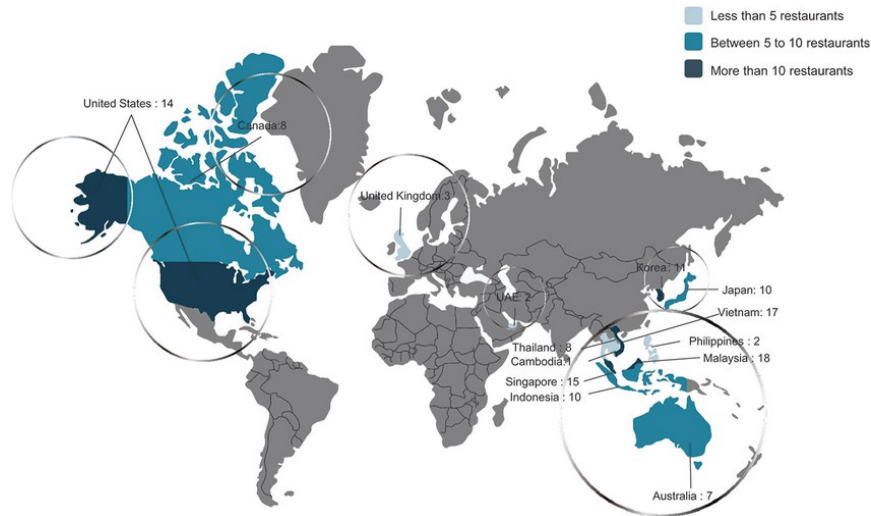 Less than 5 restaurants
Between 5 to 10 restaurants
More than 10 restaurants
United States : 14
Canada:8
United Kingdom:3
Korea: 11
UAE: 2
Japan: 10
Vietnam: 17
Thailand : 8
Philippines : 2
Cambodia:1
Malaysia : 18
Singapore : 15
Indonesia : 10
Australia : 7